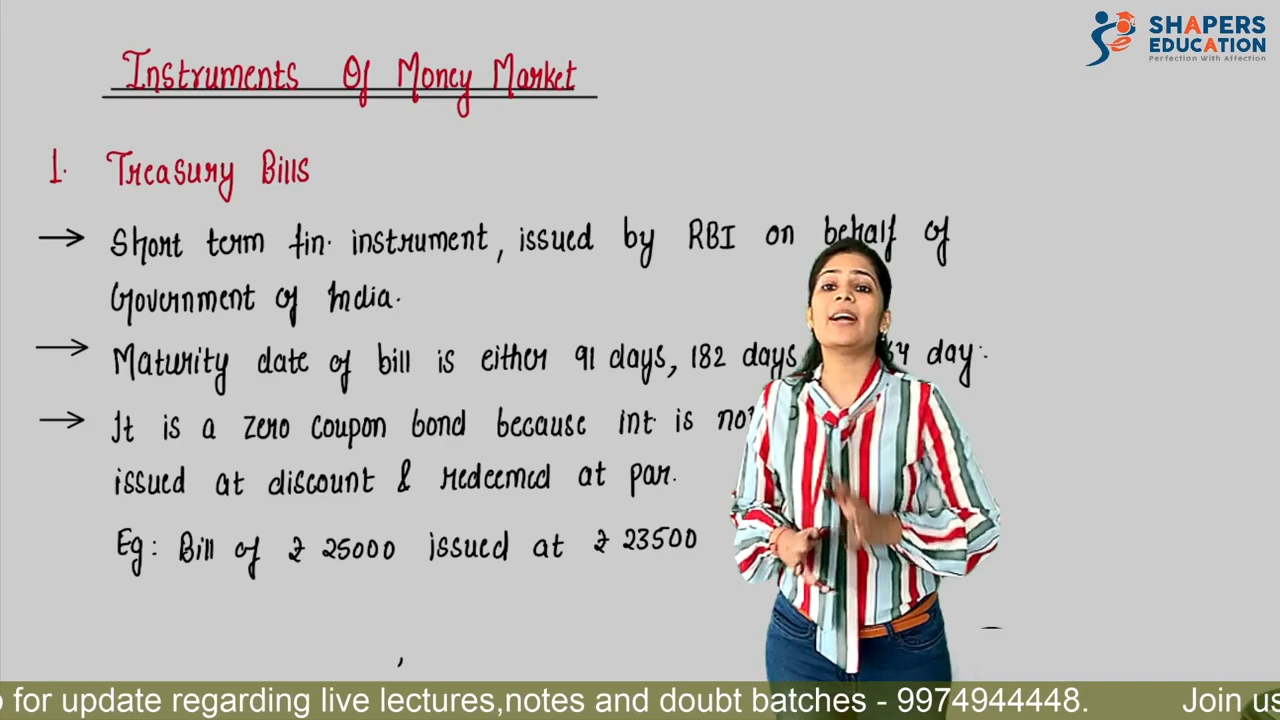 SHAPERS
EDUCATION
Perfection With Affection
Instruments Of Money Market
1. Treasury Bills
→ Short term fin. instrument, issued by RBI on behalf of
Government of India.
→ Maturity date of bill is either 91 days, 182 days 64 day
→ It is a zero coupon bond because int. is
issued at discount & redeemed at par.
Eg: Bill of ₹ 25000 issued at ₹ 23500
for update regarding live lectures,notes and doubt batches - 9974944448. Join us